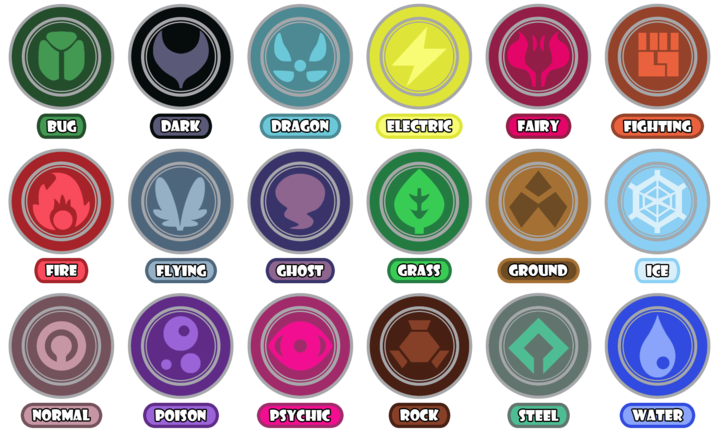 BUG DARK DRAGON ELECTRIC FAIRY FIGHTING
FIRE FLYING GHOST GRASS GROUND ICE
NORMAL POISON PSYCHIC ROCK STEEL WATER